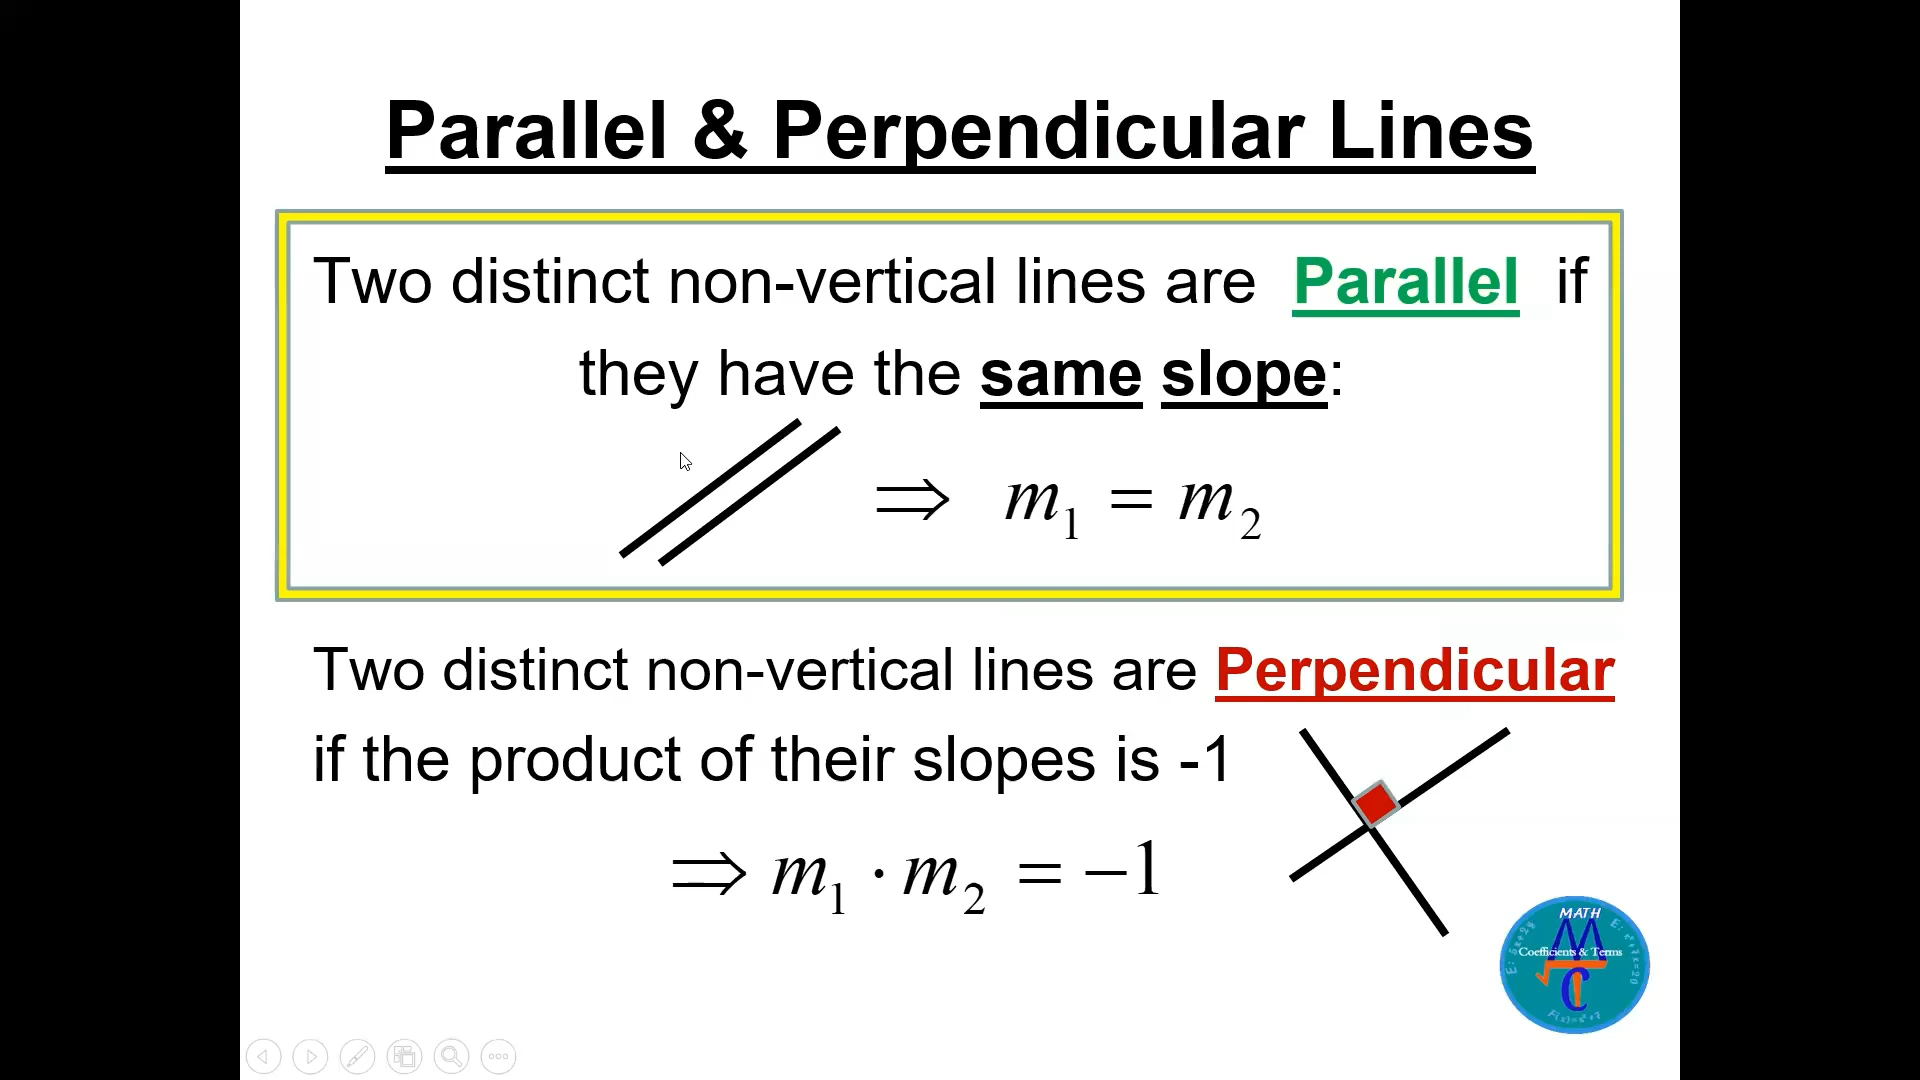 Parallel & Perpendicular Lines
Two distinct non-vertical lines are Parallel if
they have the same slope:
⇒ m₁ = m₂
Two distinct non-vertical lines are Perpendicular
if the product of their slopes is -1
⇒ m₁ · m₂ = −1
MATH
Coefficients & Terms